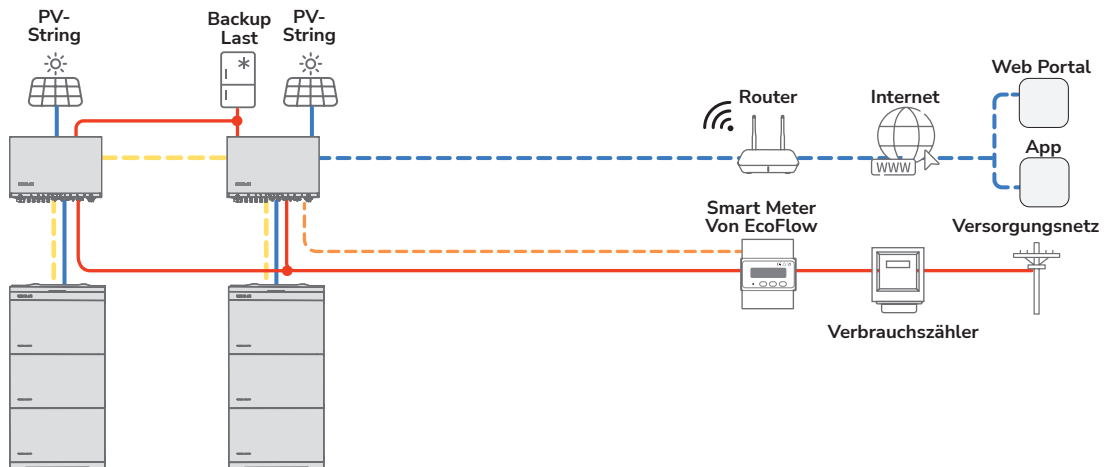 PV-
String
Backup
Last
PV-
String
Router
Internet
Web Portal
WWW
App
Smart Meter
Von EcoFlow
Versorgungsnetz
Verbrauchszähler